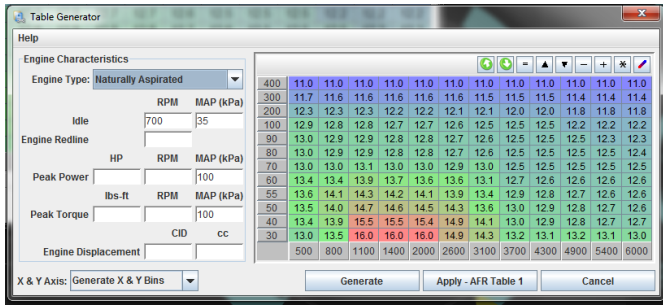 Table Generator
Help
Engine Characteristics
Engine Type: Naturally Aspirated
RPM MAP (kPa)
Idle 700 35
Engine Redline
HP RPM MAP (kPa)
Peak Power 100
lbs-ft RPM MAP (kPa)
Peak Torque 100
CID cc
Engine Displacement
= - + *
400 11.0 11.0 11.0 11.0 11.0 11.0 11.0 11.0 11.0 11.0 11.0 11.0
300 11.7 11.6 11.6 11.6 11.6 11.6 11.5 11.5 11.5 11.4 11.4 11.4
200 12.3 12.3 12.3 12.2 12.2 12.1 12.1 12.0 12.0 11.8 11.8 11.8
100 12.9 12.8 12.8 12.7 12.7 12.6 12.5 12.5 12.5 12.2 12.2 12.2
90 13.0 12.9 12.9 12.8 12.8 12.7 12.6 12.5 12.5 12.5 12.3 12.3
80 13.0 12.9 12.9 12.8 12.8 12.7 12.6 12.5 12.5 12.5 12.5 12.4
70 13.0 13.0 13.1 13.0 13.0 12.9 13.0 12.5 12.5 12.5 12.5 12.5
60 13.4 13.4 13.9 13.7 13.6 13.6 13.1 12.7 12.6 12.6 12.6 12.6
55 13.6 14.1 14.3 14.2 14.1 13.9 13.4 12.9 12.8 12.7 12.6 12.6
50 13.5 14.0 14.7 14.6 14.5 14.3 13.6 13.0 12.9 12.8 12.7 12.6
40 13.4 13.9 15.5 15.5 15.4 14.9 14.1 13.0 12.9 12.8 12.7 12.7
30 13.0 13.5 16.0 16.0 16.0 14.9 14.3 13.2 13.1 13.2 13.1 13.0
500 800 1100 1400 2000 2600 3100 3700 4300 4900 5400 6000
X & Y Axis: Generate X & Y Bins
Generate
Apply - AFR Table 1
Cancel